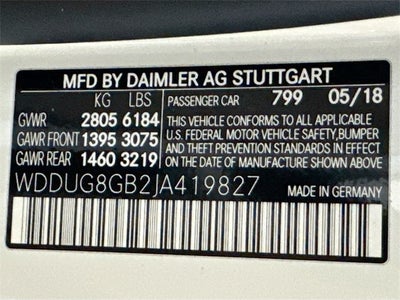 MFD BY DAIMLER AG STUTTGART
KG LBS
GVWR 2805 6184
GAWR FRONT 1395 3075
GAWR REAR 1460 3219
PASSENGER CAR 799 05/18
THIS VEHICLE CONFORMS TO ALL APPLICABLE
U.S. FEDERAL MOTOR VEHICLE SAFETY, BUMPER
AND THEFT PREVENTION STANDARDS IN EFFECT
ON THE DATE OF MANUFACTURE SHOWN ABOVE.
WDDUG8GB2JA419827
MADE IN GERMANY